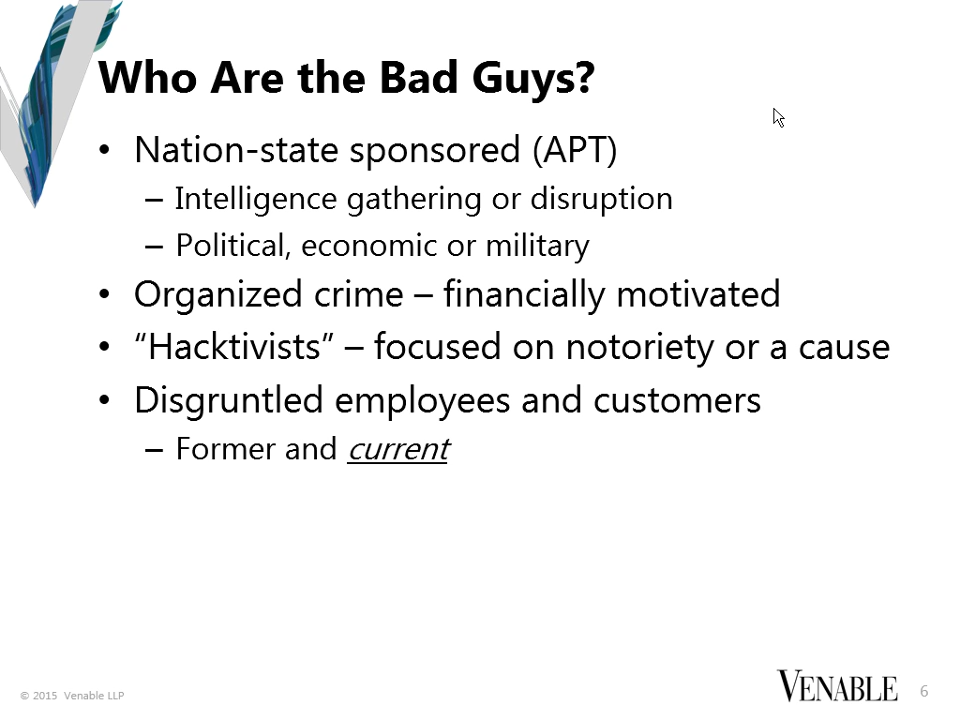 Who Are the Bad Guys?
• Nation-state sponsored (APT)
– Intelligence gathering or disruption
– Political, economic or military
• Organized crime – financially motivated
• “Hacktivists” – focused on notoriety or a cause
• Disgruntled employees and customers
– Former and current
© 2015 Venable LLP
VENABLE
6